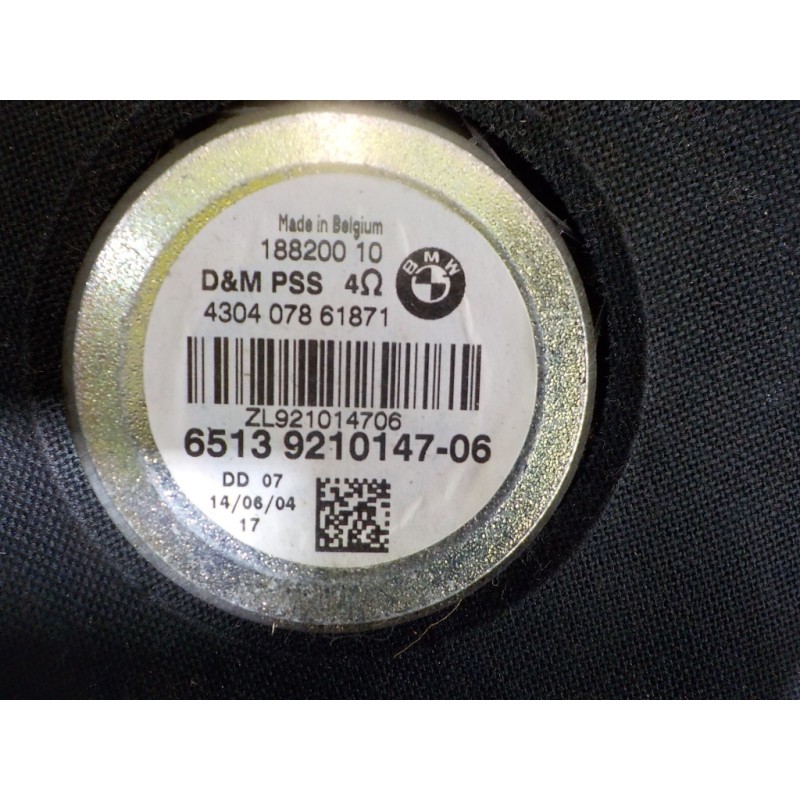 Made in Belgium
188200 10
D&M PSS 4Ω
BMW
4304 078 61871
ZL921014706
6513 9210147-06
DD 07
14/06/04
17